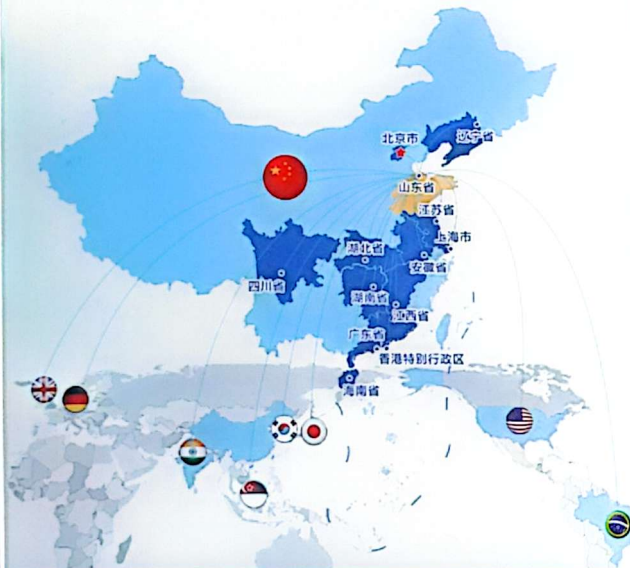 北京市
辽宁省
山东省
江苏省
上海市
湖北省
安徽省
四川省
湖南省
江西省
广东省
香港特别行政区
海南省